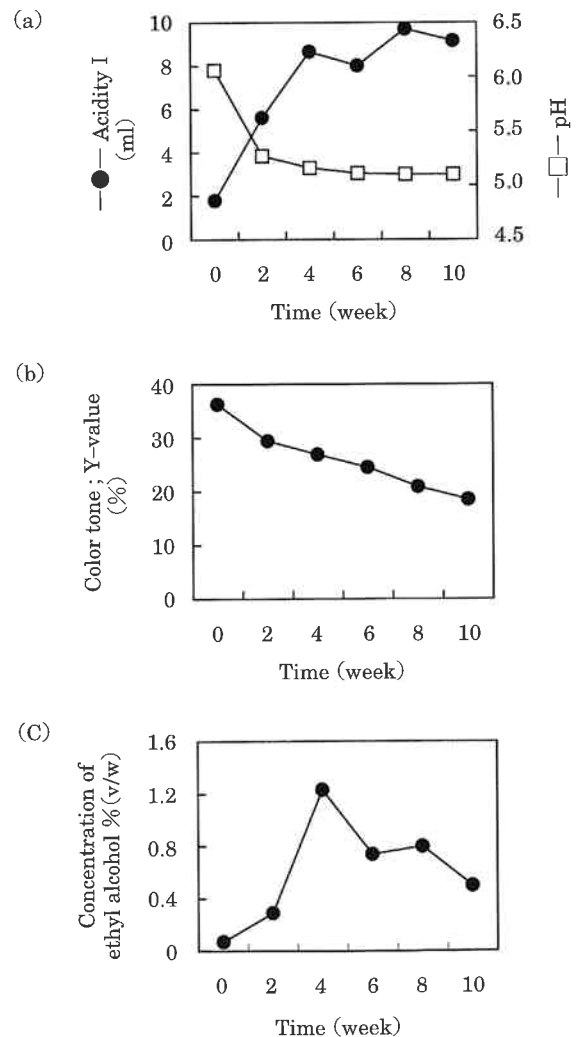 (a)
—●— Acidity I
(ml)
10
8
6
4
2
0
6.5
6.0
5.5
5.0
4.5
—□— pH
0 2 4 6 8 10
Time (week)
(b)
Color tone ; Y-value
(%)
40
30
20
10
0
0 2 4 6 8 10
Time (week)
(C)
Concentration of
ethyl alcohol %(v/w)
1.6
1.2
0.8
0.4
0
0 2 4 6 8 10
Time (week)